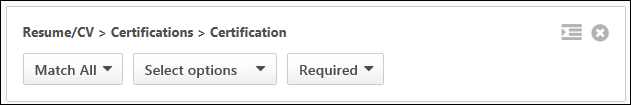 Resume/CV > Certifications > Certification
Match All Select options Required